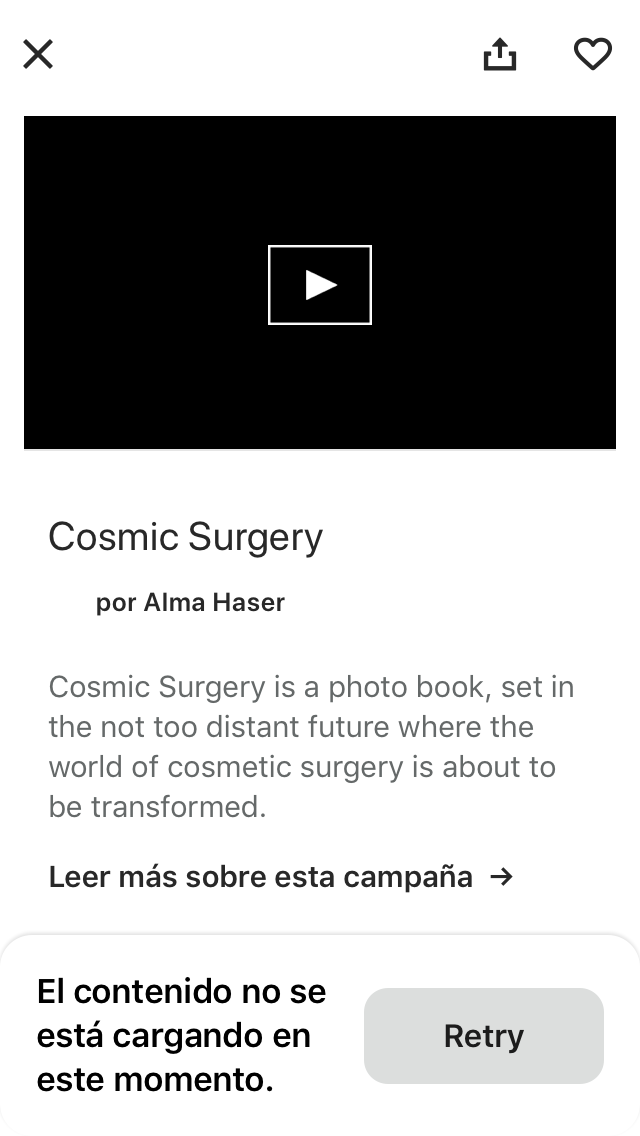 Cosmic Surgery
por Alma Haser
Cosmic Surgery is a photo book, set in
the not too distant future where the
world of cosmetic surgery is about to
be transformed.
Leer más sobre esta campaña →
El contenido no se
está cargando en
este momento.
Retry